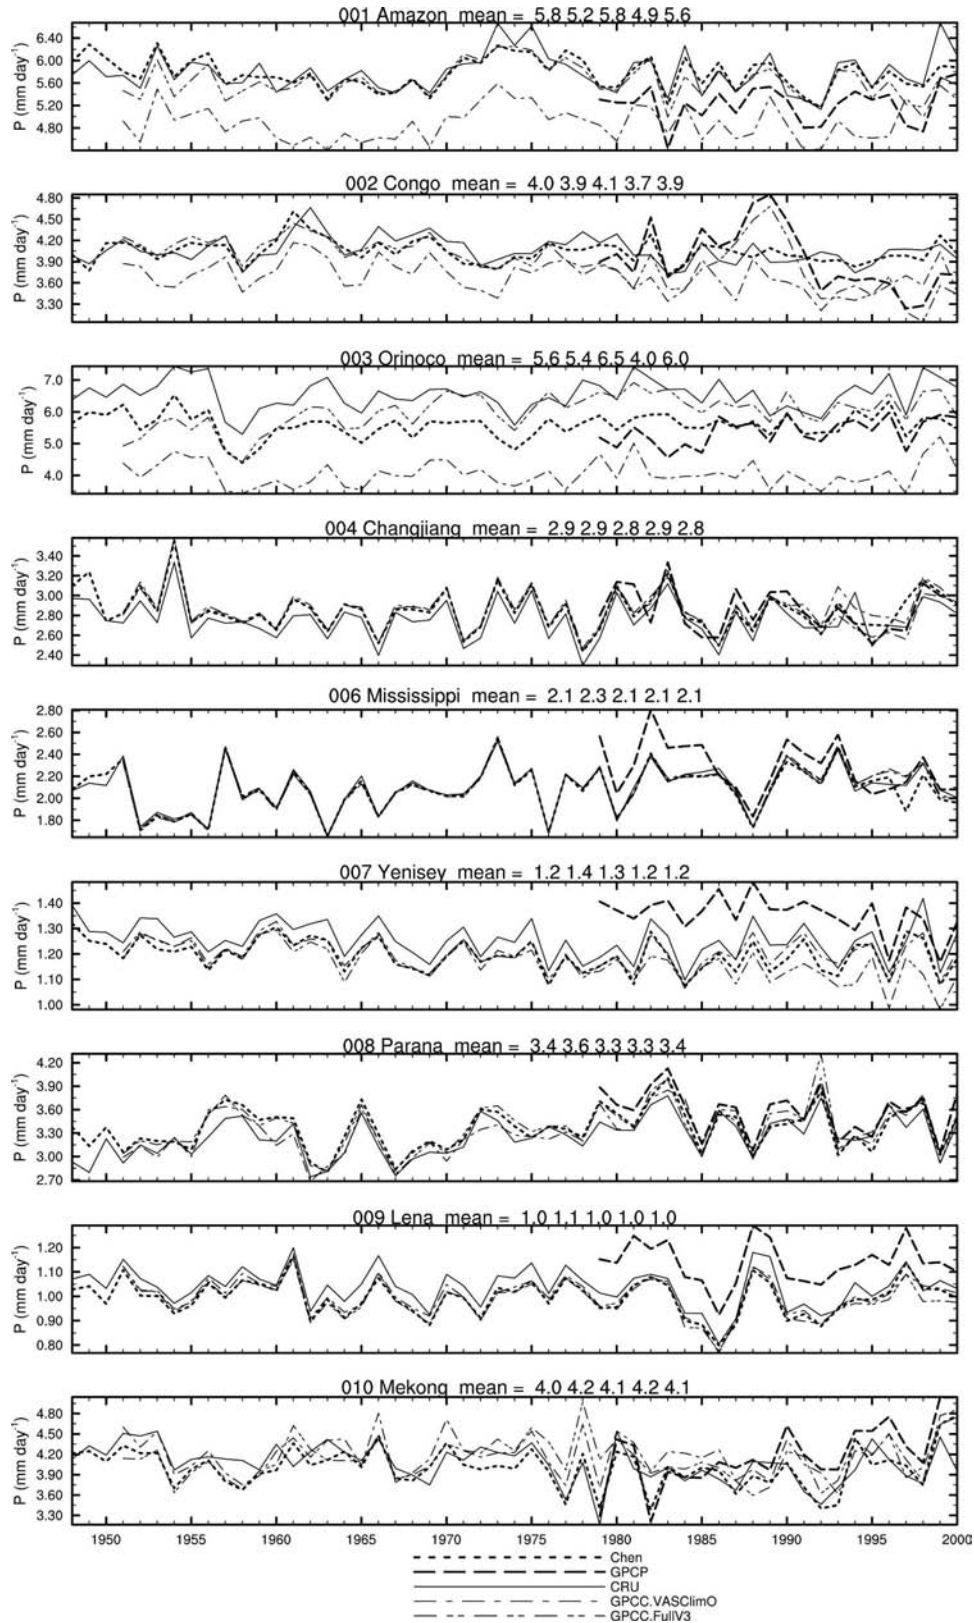 001 Amazon mean = 5.8 5.2 5.8 4.9 5.6
P (mm day-1)
6.40
6.00
5.60
5.20
4.80
002 Congo mean = 4.0 3.9 4.1 3.7 3.9
P (mm day-1)
4.80
4.50
4.20
3.90
3.60
3.30
003 Orinoco mean = 5.6 5.4 6.5 4.0 6.0
P (mm day-1)
7.0
6.0
5.0
4.0
004 Changjiang mean = 2.9 2.9 2.8 2.9 2.8
P (mm day-1)
3.40
3.20
3.00
2.80
2.60
2.40
006 Mississippi mean = 2.1 2.3 2.1 2.1 2.1
P (mm day-1)
2.80
2.40
2.00
1.80
007 Yenisey mean = 1.2 1.4 1.3 1.2 1.2
P (mm day-1)
1.40
1.30
1.20
1.10
1.00
008 Parana mean = 3.4 3.6 3.3 3.3 3.4
P (mm day-1)
4.20
3.90
3.60
3.30
3.00
2.70
009 Lena mean = 1.0 1.1 1.0 1.0 1.0
P (mm day-1)
1.20
1.10
1.00
0.90
0.80
010 Mekong mean = 4.0 4.2 4.1 4.2 4.1
P (mm day-1)
4.80
4.50
4.20
3.90
3.60
3.30
1950 1955 1960 1965 1970 1975 1980 1985 1990 1995 2000
Chen
GPCP
CRU
GPCC.VASClimO
GPCC.FullV3